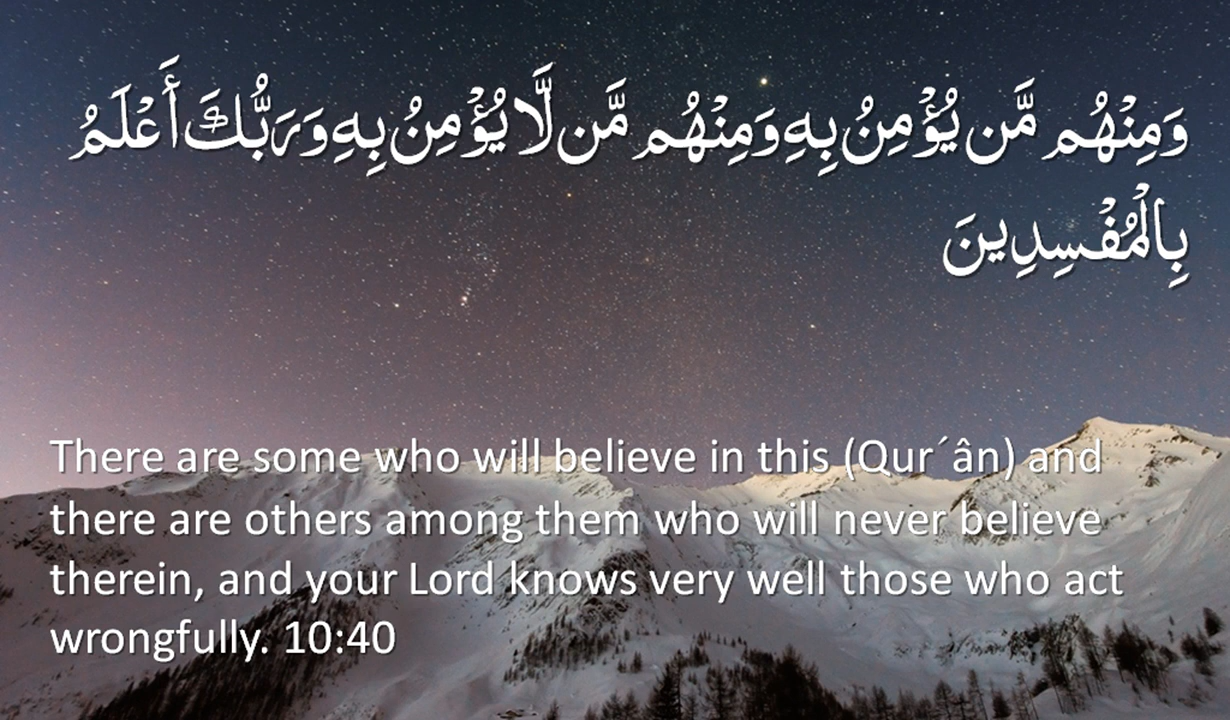 وَمِنْهُم مَّن يُؤْمِنُ بِهِ وَمِنْهُم مَّن لَّا يُؤْمِنُ بِهِ وَرَبُّكَ أَعْلَمُ
بِالْمُفْسِدِينَ
There are some who will believe in this (Qur´ân) and
there are others among them who will never believe
therein, and your Lord knows very well those who act
wrongfully. 10:40